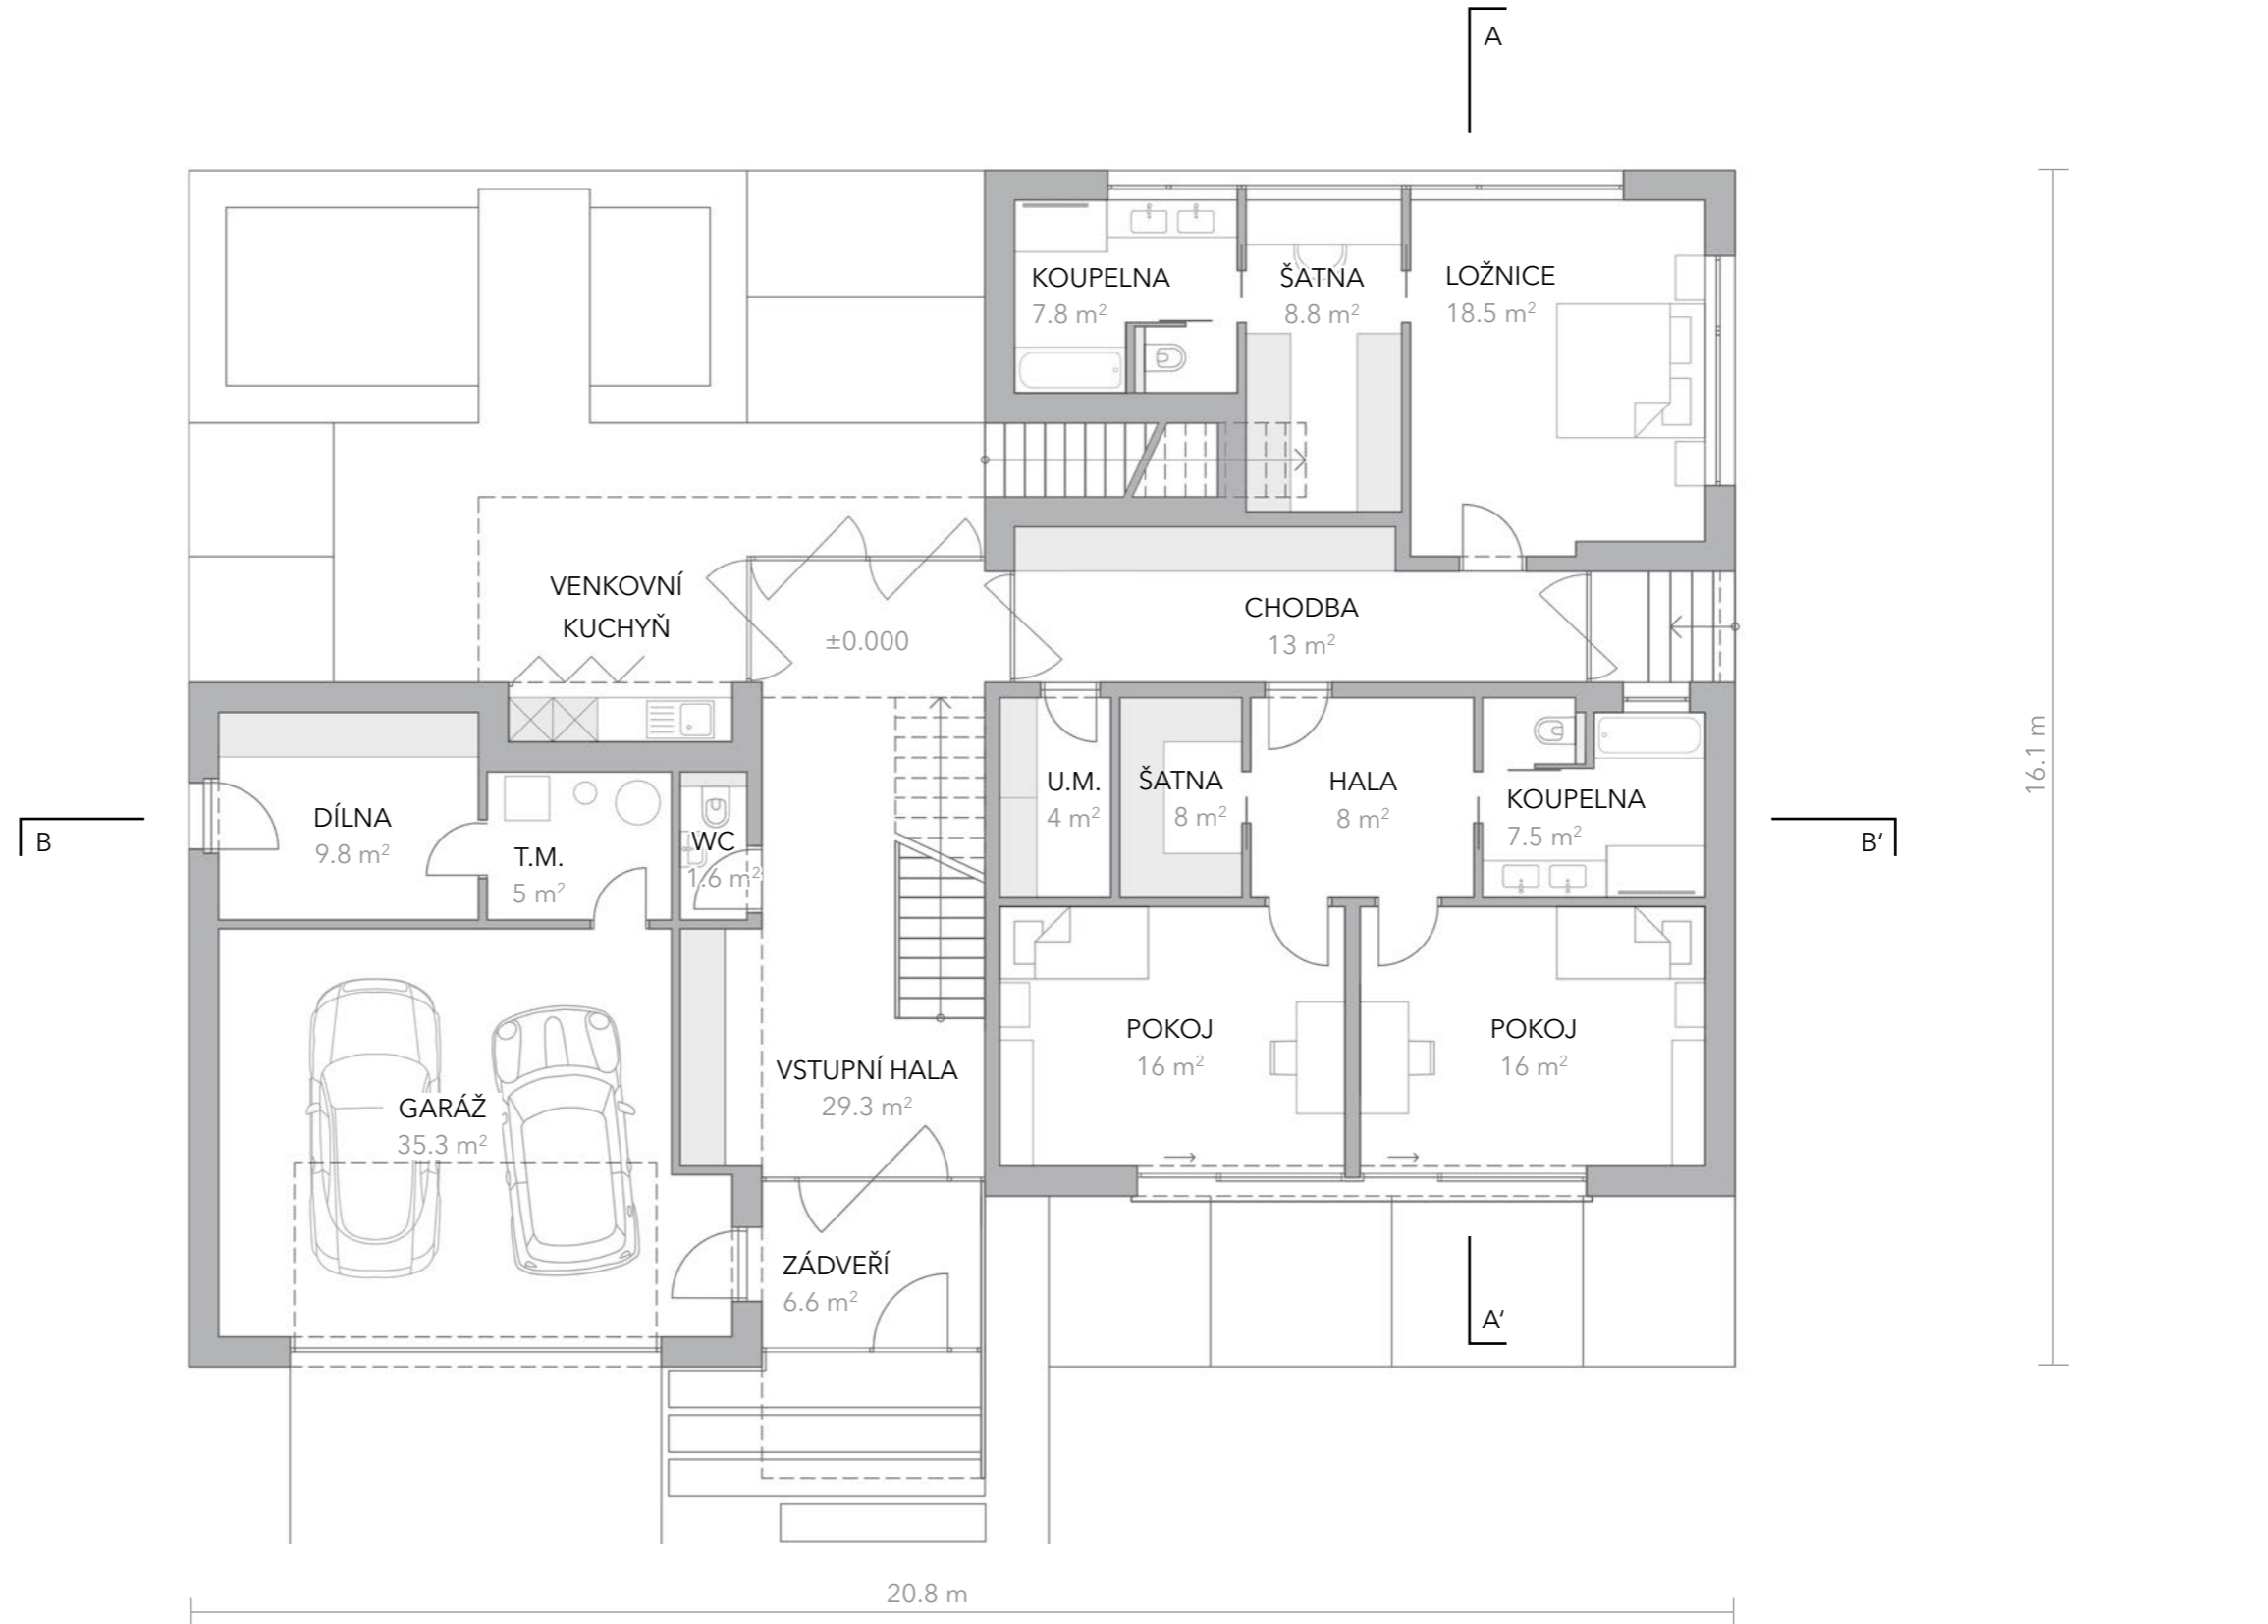 A
KOUPELNA
7.8 m²
ŠATNA
8.8 m²
LOŽNICE
18.5 m²
VENKOVNÍ
KUCHYŇ
±0.000
CHODBA
13 m²
16.1 m
B
DÍLNA
9.8 m²
T.M.
5 m²
WC
1.6 m²
U.M.
4 m²
ŠATNA
8 m²
HALA
8 m²
KOUPELNA
7.5 m²
B'
GARÁŽ
35.3 m²
VSTUPNÍ HALA
29.3 m²
POKOJ
16 m²
POKOJ
16 m²
ZÁDVEŘÍ
6.6 m²
A'
20.8 m